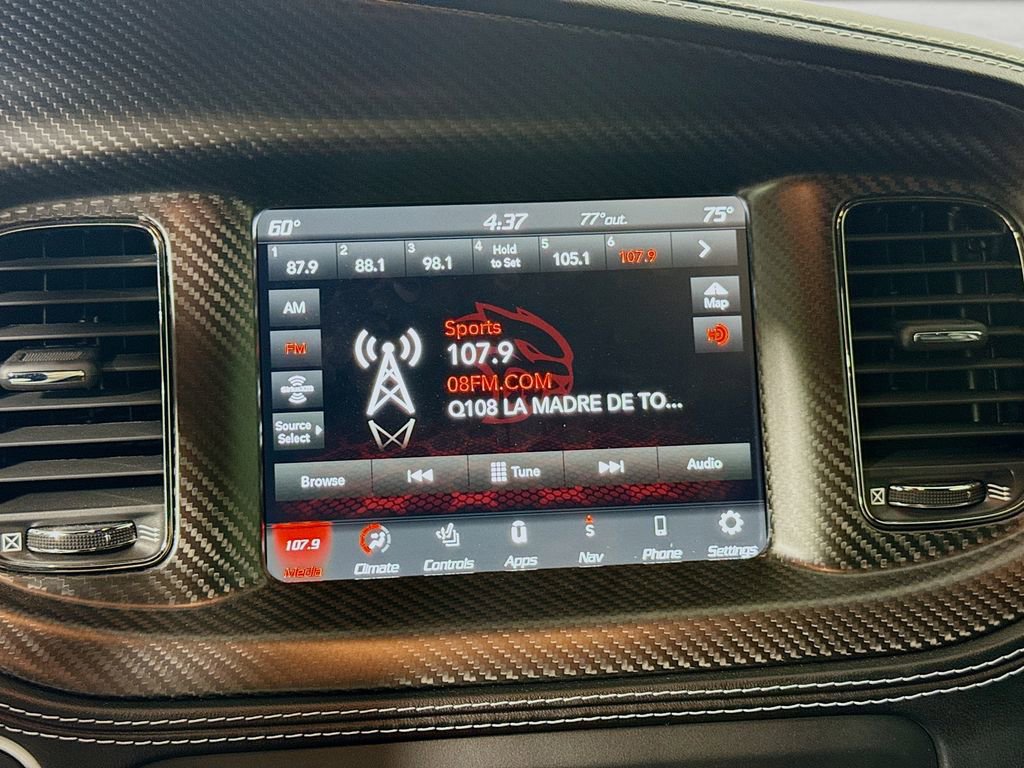 60° 4:37 77°out. 75°
1 87.9 2 88.1 3 98.1 4 Hold to Set 5 105.1 6 107.9
AM
Map
FM
Sports
107.9
08FM.COM
Q108 LA MADRE DE TO...
SiriusXM
Source
Select
Browse Tune Audio
107.9
Media Climate Controls Apps S Nav Phone Settings